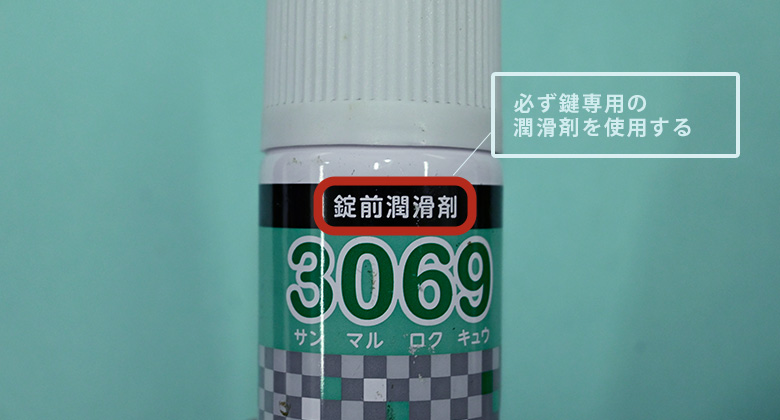 必ず鍵専用の
潤滑剤を使用する
錠前潤滑剤
3069
サン マル ロク キュウ